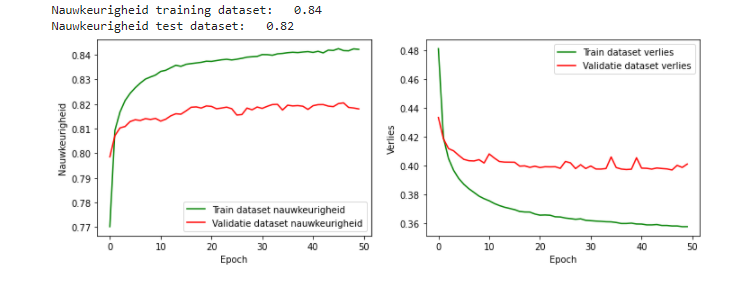 Nauwkeurigheid training dataset: 0.84
Nauwkeurigheid test dataset: 0.82
0.84
0.83
0.82
0.81
0.80
0.79
0.78
0.77
Nauwkeurigheid
Train dataset nauwkeurigheid
Validatie dataset nauwkeurigheid
0 10 20 30 40 50
Epoch
0.48
0.46
0.44
0.42
0.40
0.38
0.36
Verlies
Train dataset verlies
Validatie dataset verlies
0 10 20 30 40 50
Epoch